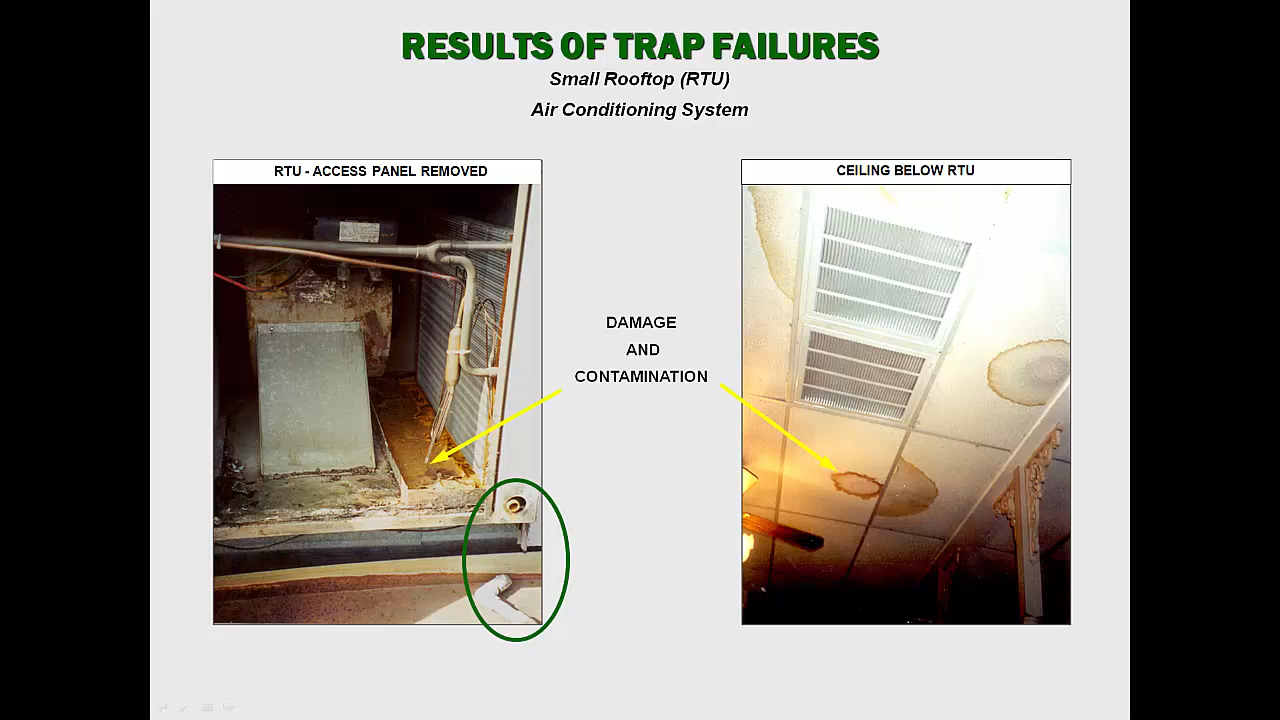 RESULTS OF TRAP FAILURES
Small Rooftop (RTU)
Air Conditioning System
RTU - ACCESS PANEL REMOVED
CEILING BELOW RTU
DAMAGE
AND
CONTAMINATION